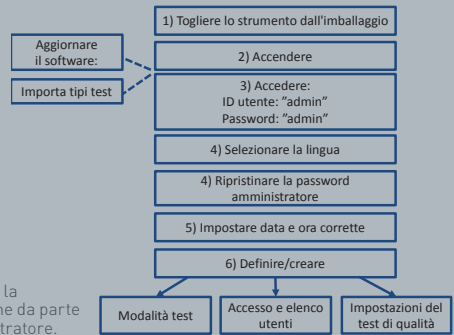 1) Togliere lo strumento dall'imballaggio
Aggiornare
il software:
Importa tipi test
2) Accendere
3) Accedere:
ID utente: "admin"
Password: "admin"
4) Selezionare la lingua
4) Ripristinare la password
amministratore
5) Impostare data e ora corrette
6) Definire/creare
la
ne da parte
tratore.
Modalità test
Accesso e elenco
utenti
Impostazioni del
test di qualità